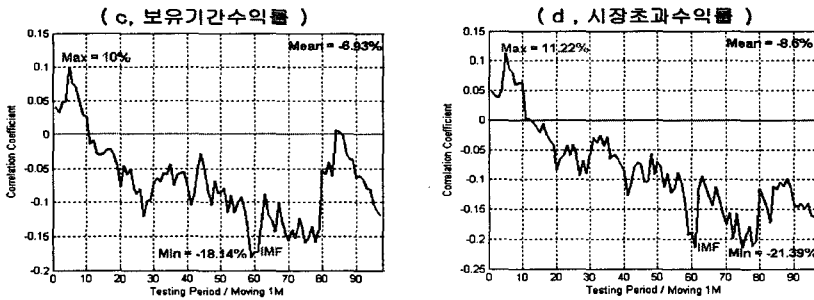 ( c, 보유기간수익률 )
0.15
0.1
0.05
0
-0.05
-0.1
-0.15
-0.2
Correlation Coefficient
Max = 10%
Mean = -6.93%
Min = -18.14%
IMF
0 10 20 30 40 50 60 70 80 90
Testing Period / Moving 1M
( d , 시장초과수익률 )
0.15
0.1
0.05
0
-0.05
-0.1
-0.15
-0.2
-0.25
Correlation Coefficient
Max = 11.22%
Mean = -8.6%
IMF
Min = -21.39%
0 10 20 30 40 50 60 70 80 90
Testing Period / Moving 1M